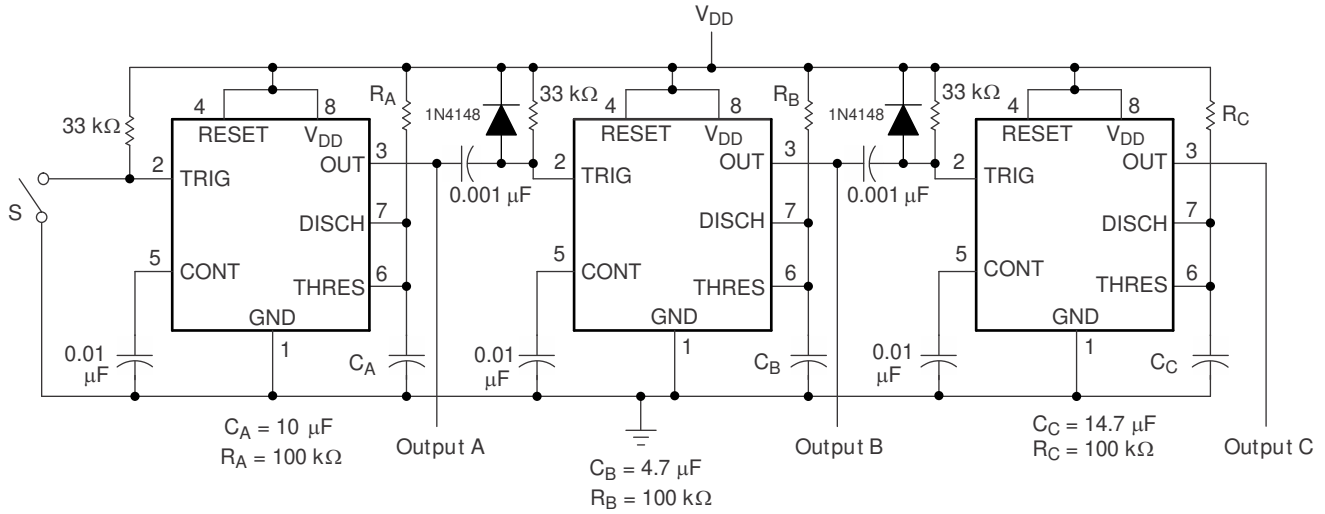 VDD
RA
33 kΩ
RB
33 kΩ
RC
1N4148
1N4148
33 kΩ
4
8
RESET
VDD
2
TRIG
OUT
3
DISCH
7
5
CONT
THRES
6
GND
1
0.001 μF
4
8
RESET
VDD
2
TRIG
OUT
3
DISCH
7
5
CONT
THRES
6
GND
1
0.001 μF
4
8
RESET
VDD
2
TRIG
OUT
3
DISCH
7
5
CONT
THRES
6
GND
1
S
0.01
μF
CA
0.01
μF
CB
0.01
μF
CC
CA = 10 μF
RA = 100 kΩ
Output A
CB = 4.7 μF
RB = 100 kΩ
Output B
CC = 14.7 μF
RC = 100 kΩ
Output C